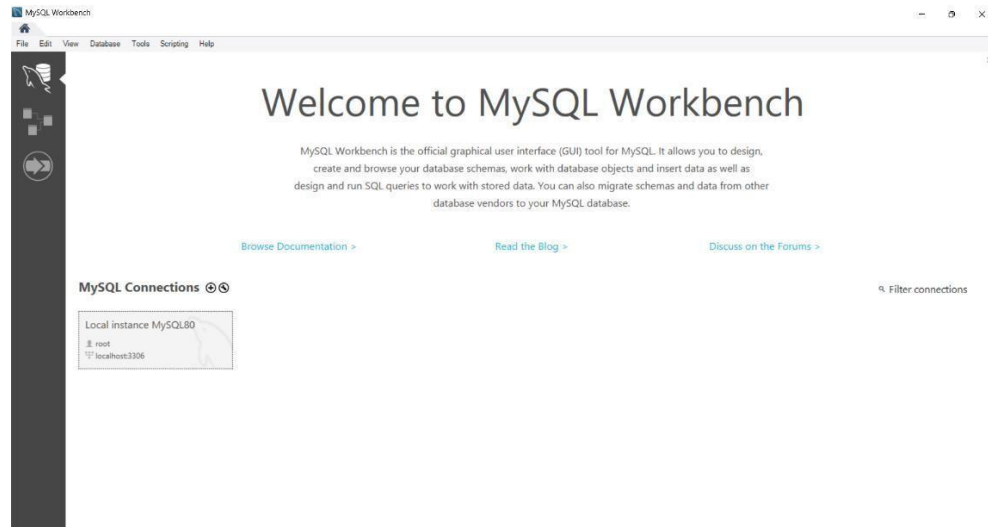 MySQL Workbench
File Edit View Database Tools Scripting Help
Welcome to MySQL Workbench
MySQL Workbench is the official graphical user interface (GUI) tool for MySQL. It allows you to design,
create and browse your database schemas, work with database objects and insert data as well as
design and run SQL queries to work with stored data. You can also migrate schemas and data from other
database vendors to your MySQL database.
Browse Documentation > Read the Blog > Discuss on the Forums >
MySQL Connections Filter connections
Local instance MySQL80
root
localhost:3306